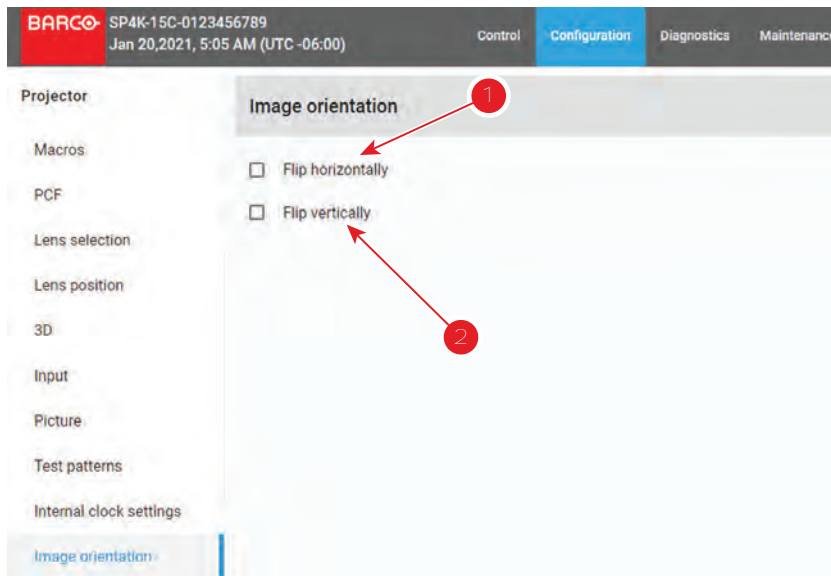 BARCO SP4K-15C-0123456789
Jan 20,2021, 5:05 AM (UTC -06:00)
Control Configuration Diagnostics Maintenance
Projector
Macros
PCF
Lens selection
Lens position
3D
Input
Picture
Test patterns
Internal clock settings
Image orientation
Image orientation
1
Flip horizontally
Flip vertically
2